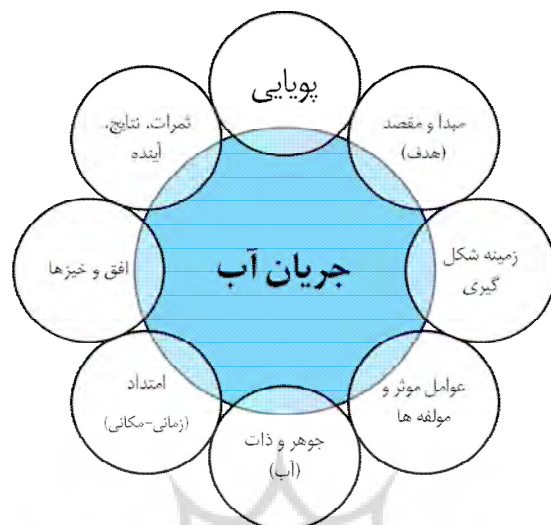 پویایی
مبدا و مقصد
(هدف)
زمینه شکل
گیری
عوامل موثر و
مولفه ها
جوهر و ذات
(آب)
امتداد
(زمانی-مکانی)
افق و خیزها
ثمرات، نتایج،
آینده
جریان آب